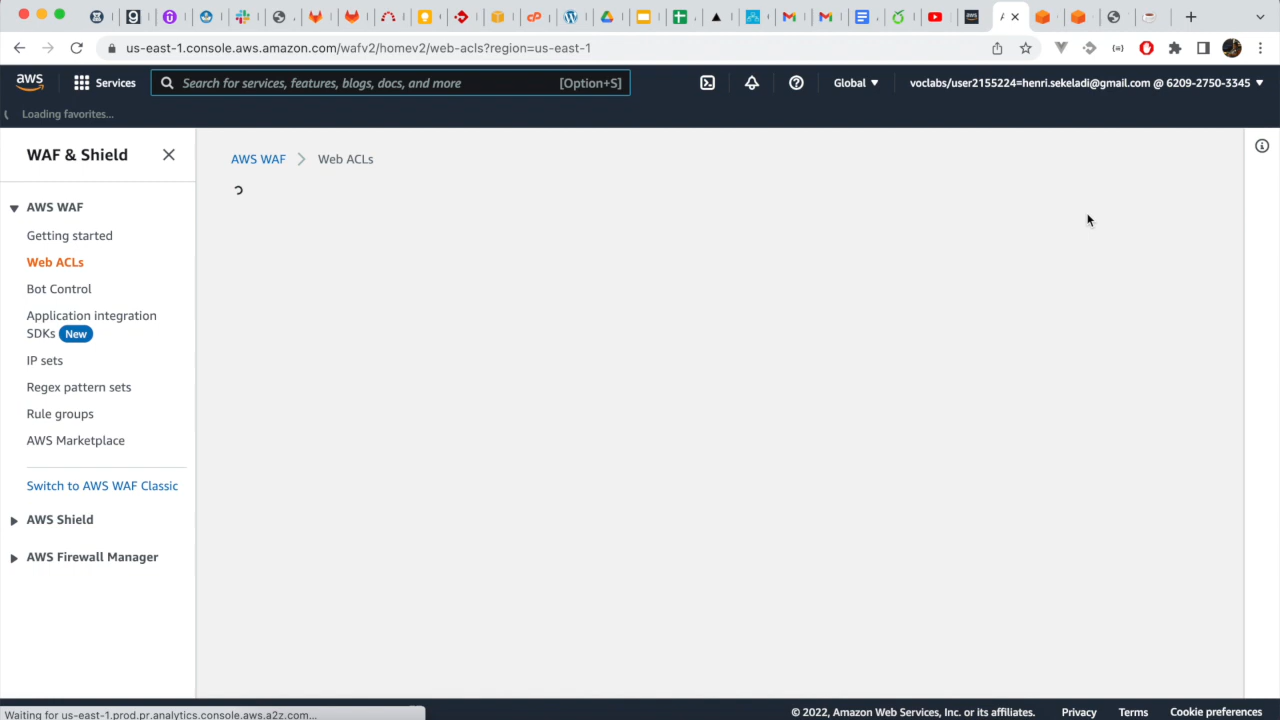 us-east-1.console.aws.amazon.com/wafv2/homev2/web-acls?region=us-east-1
aws
Services
Search for services, features, blogs, docs, and more
[Option+S]
Global
voclabs/user2155224=henri.sekeladi@gmail.com @ 6209-2750-3345
Loading favorites...
WAF & Shield
AWS WAF
Getting started
Web ACLs
Bot Control
Application integration
SDKs New
IP sets
Regex pattern sets
Rule groups
AWS Marketplace
Switch to AWS WAF Classic
AWS Shield
AWS Firewall Manager
AWS WAF
Web ACLs
Waiting for us-east-1.prod.pr.analytics.console.aws.a2z.com...
© 2022, Amazon Web Services, Inc. or its affiliates.
Privacy
Terms
Cookie preferences